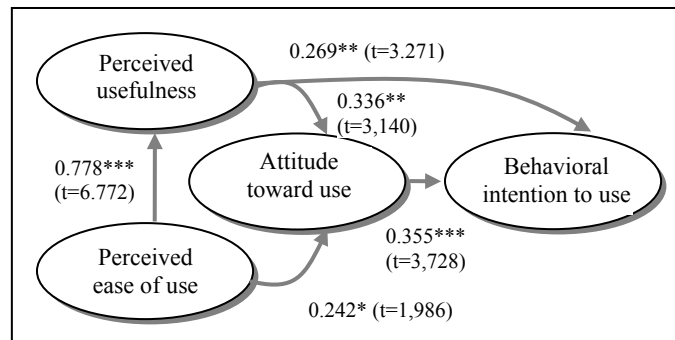 0.269** (t=3.271)
Perceived
usefulness
0.336**
(t=3,140)
0.778***
(t=6.772)
Attitude
toward use
Behavioral
intention to use
0.355***
(t=3,728)
Perceived
ease of use
0.242* (t=1,986)